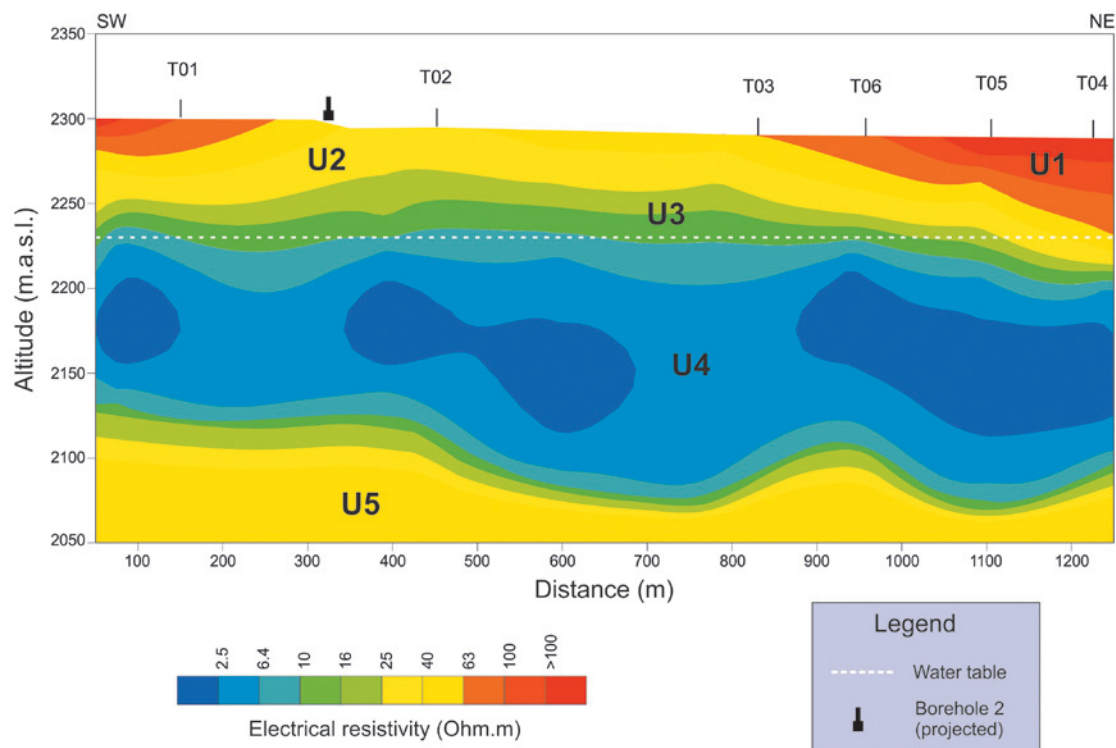 SW NE
2350
T01 T02 T03 T06 T05 T04
2300
U2 U1
2250
U3
2200
Altitude (m.a.s.l.)
2150
U4
2100
U5
2050
100 200 300 400 500 600 700 800 900 1000 1100 1200
Distance (m)
2.5 6.4 10 16 25 40 63 100 >100
Electrical resistivity (Ohm.m)
Legend
Water table
Borehole 2
(projected)